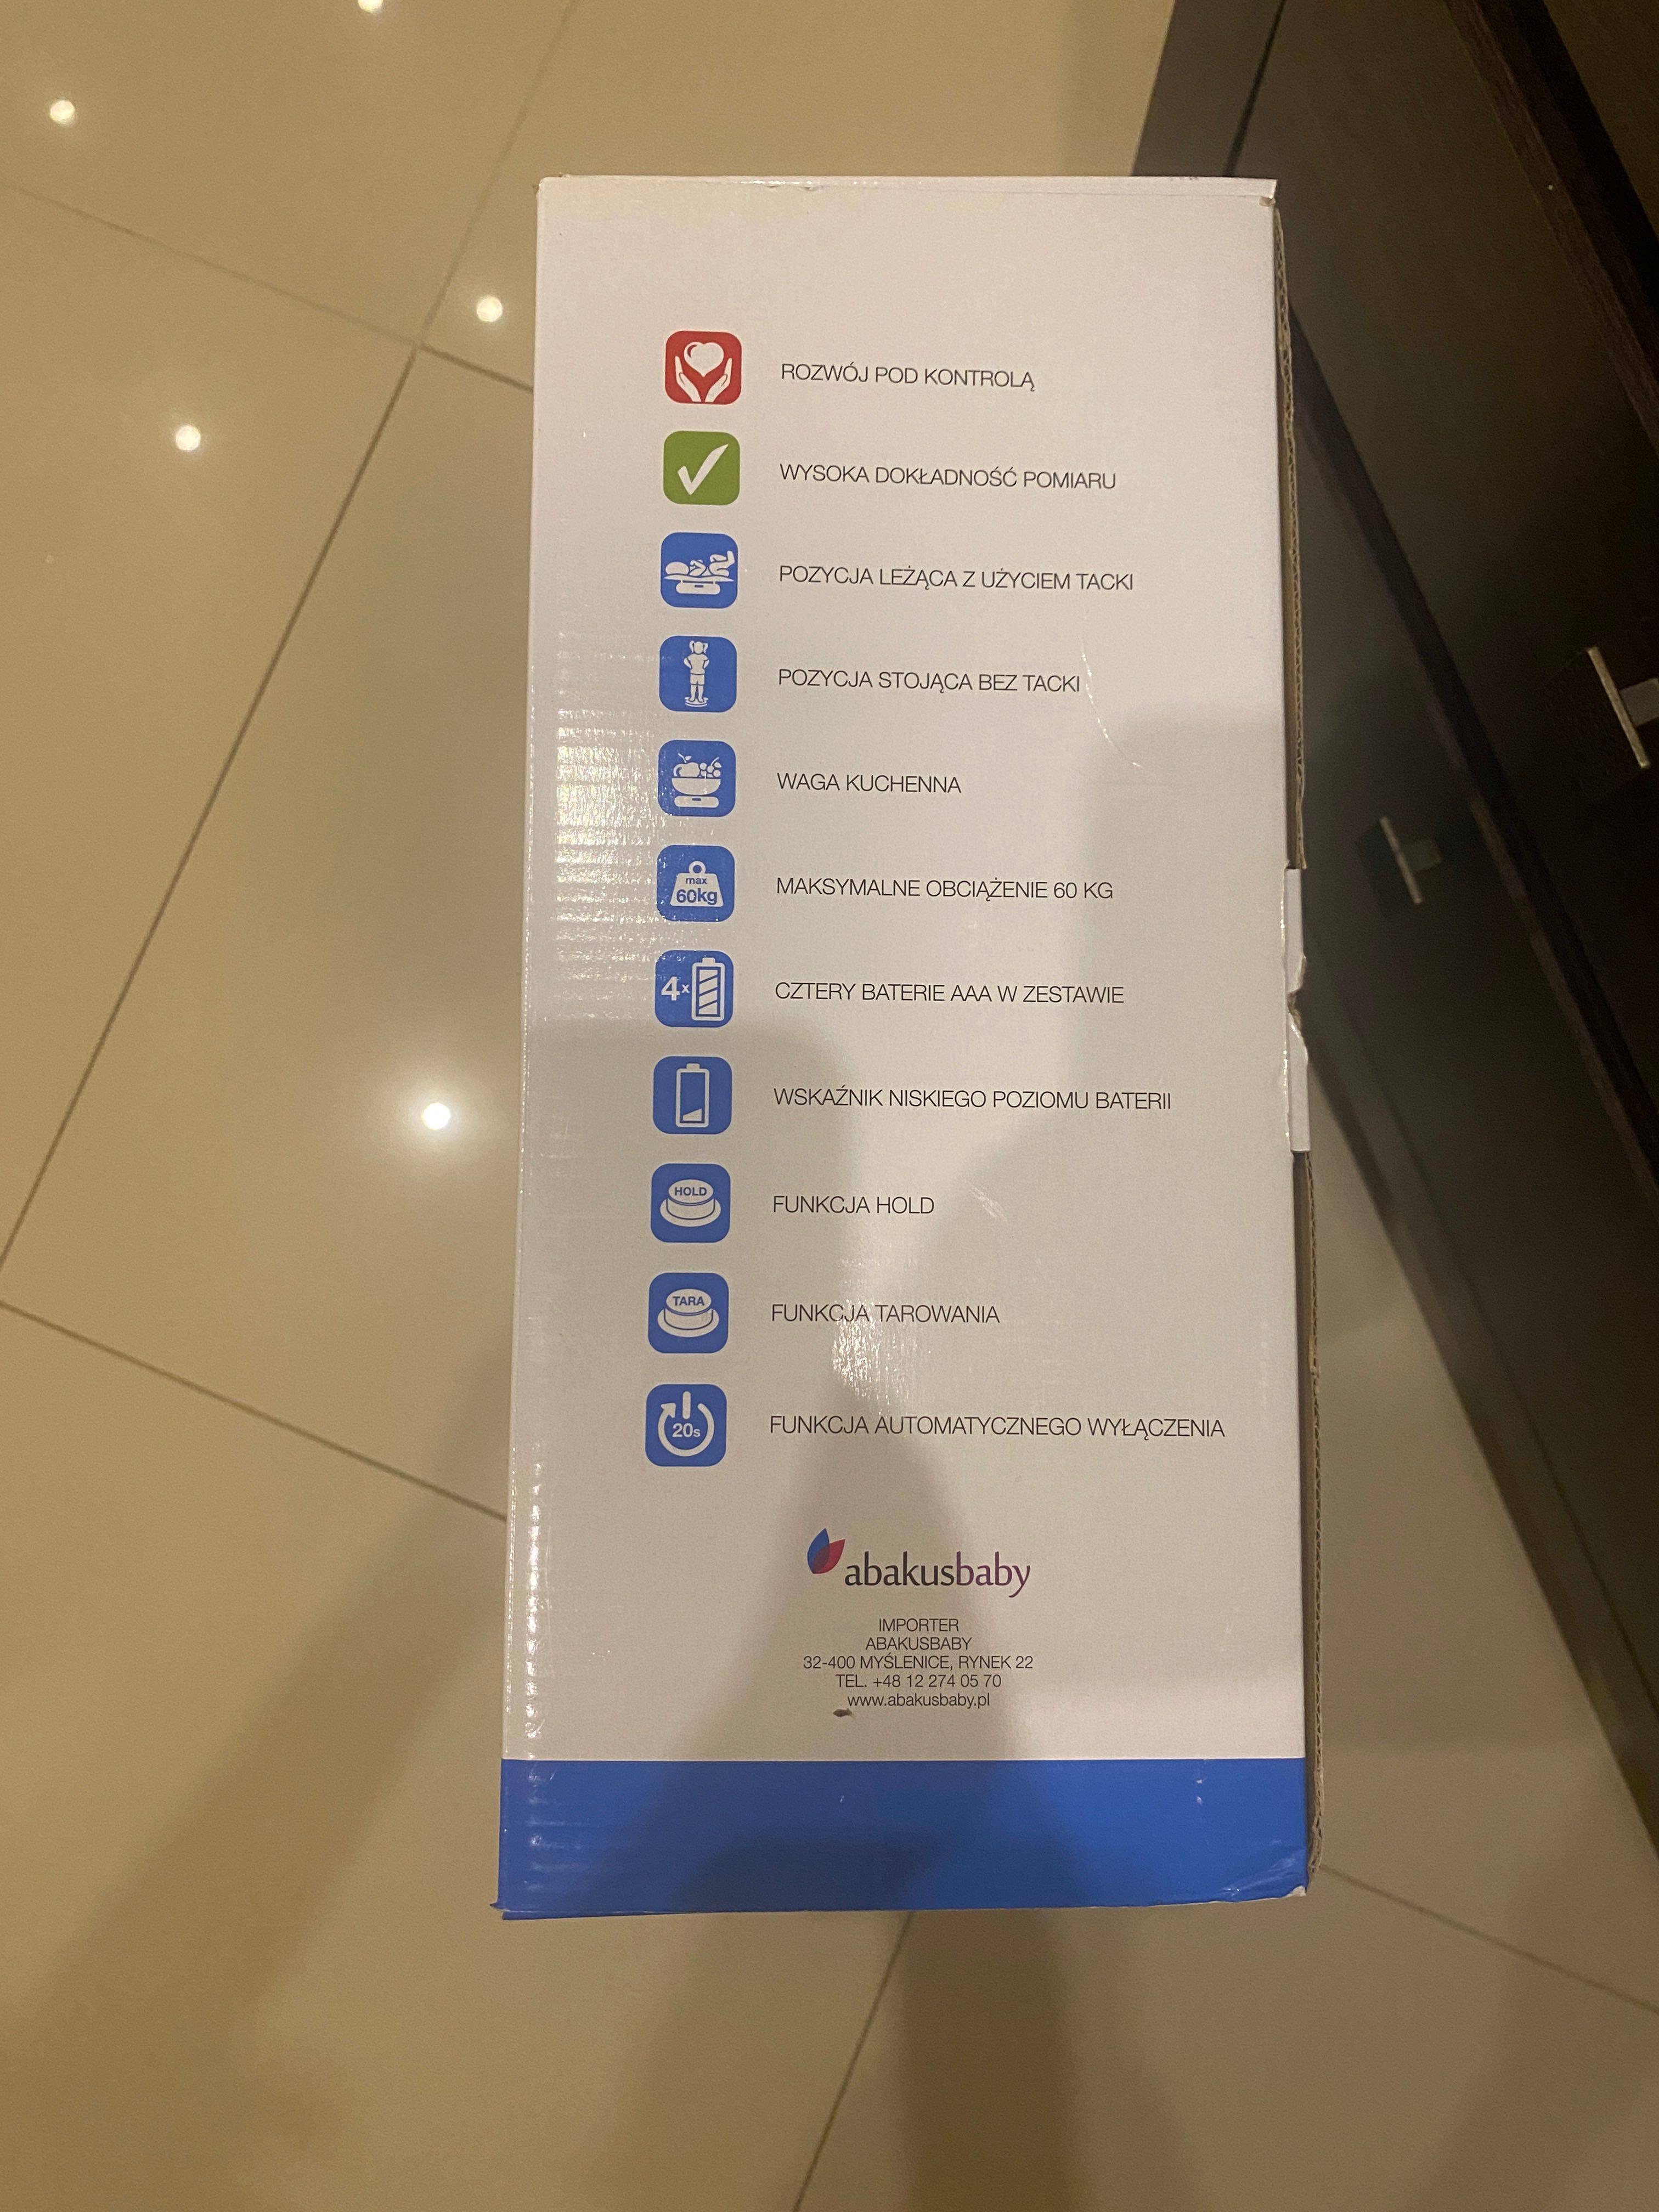 ROZWÓJ POD KONTROLĄ
WYSOKA DOKŁADNOŚĆ POMIARU
POZYCJA LEŻĄCA Z UŻYCIEM TACKI
POZYCJA STOJĄCA BEZ TACKI
WAGA KUCHENNA
max
60kg
MAKSYMALNE OBCIĄŻENIE 60 KG
4x
CZTERY BATERIE AAA W ZESTAWIE
WSKAŹNIK NISKIEGO POZIOMU BATERII
HOLD
FUNKCJA HOLD
TARA
FUNKCJA TAROWANIA
20s
FUNKCJA AUTOMATYCZNEGO WYŁĄCZENIA
abakusbaby
IMPORTER
ABAKUSBABY
32-400 MYŚLENICE, RYNEK 22
TEL. +48 12 274 05 70
www.abakusbaby.pl